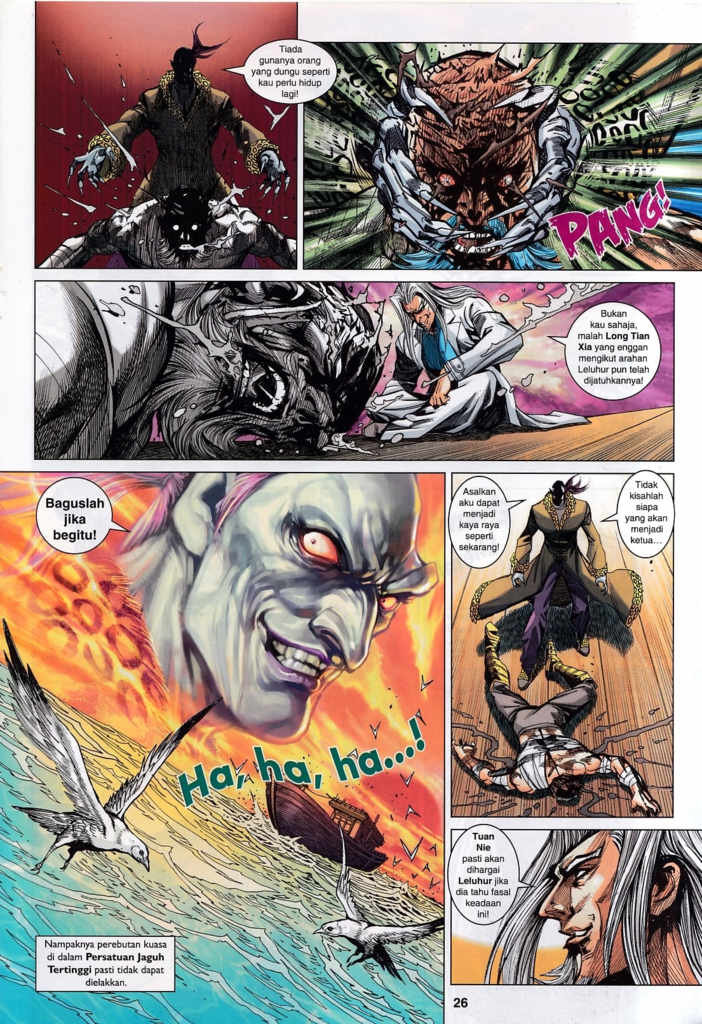 Tiada
gunanya orang
yang dungu seperti
kau perlu hidup
lagi!
PANG!
Bukan
kau sahaja,
malah Long Tian
Xia yang enggan
mengikut arahan
Leluhur pun telah
dijatuhkannya!
Baguslah
jika
begitu!
Ha, ha, ha...!
Nampaknya perebutan kuasa
di dalam Persatuan Jaguh
Tertinggi pasti tidak dapat
dielakkan.
Tidak
kisahlah
siapa
yang akan
menjadi
ketua...
Asalkan
aku dapat
menjadi
kaya raya
seperti
sekarang!
Tuan
Nie
pasti akan
dihargai
Leluhur jika
dia tahu fasal
keadaan
ini!
26